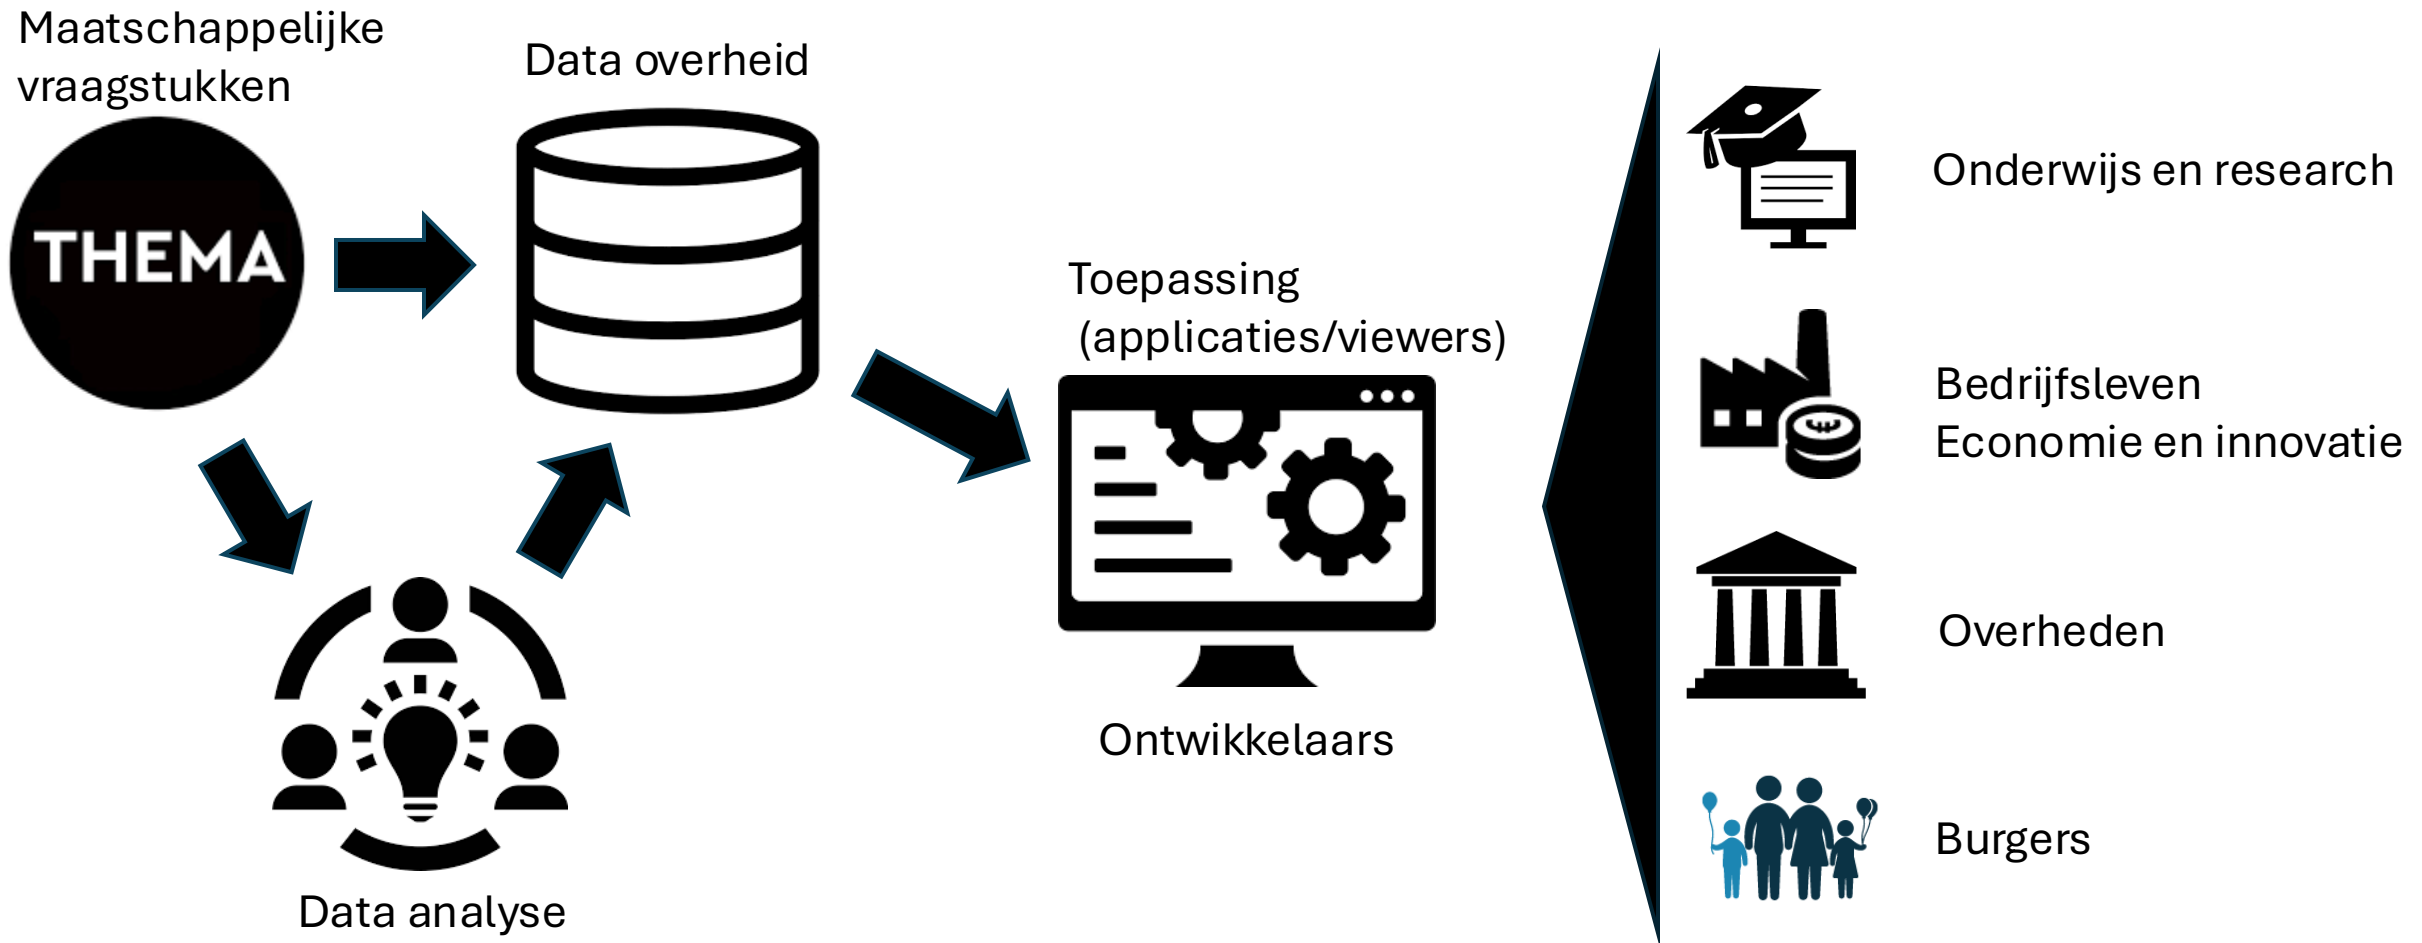 Maatschappelijke
vraagstukken
THEMA
Data overheid
Data analyse
Toepassing
(applicaties/viewers)
Ontwikkelaars
Onderwijs en research
Bedrijfsleven
Economie en innovatie
Overheden
Burgers